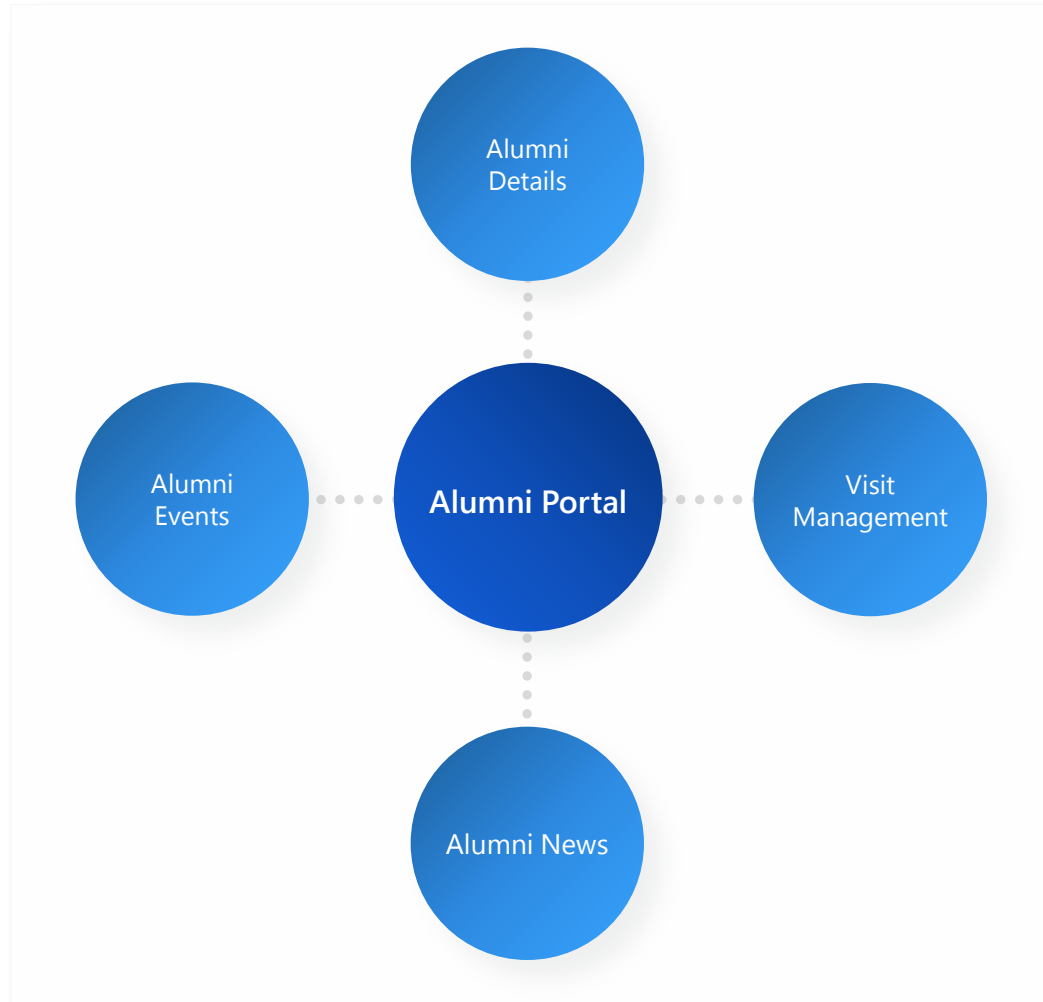 Alumni
Details
Alumni
Events
Alumni Portal
Visit
Management
Alumni News